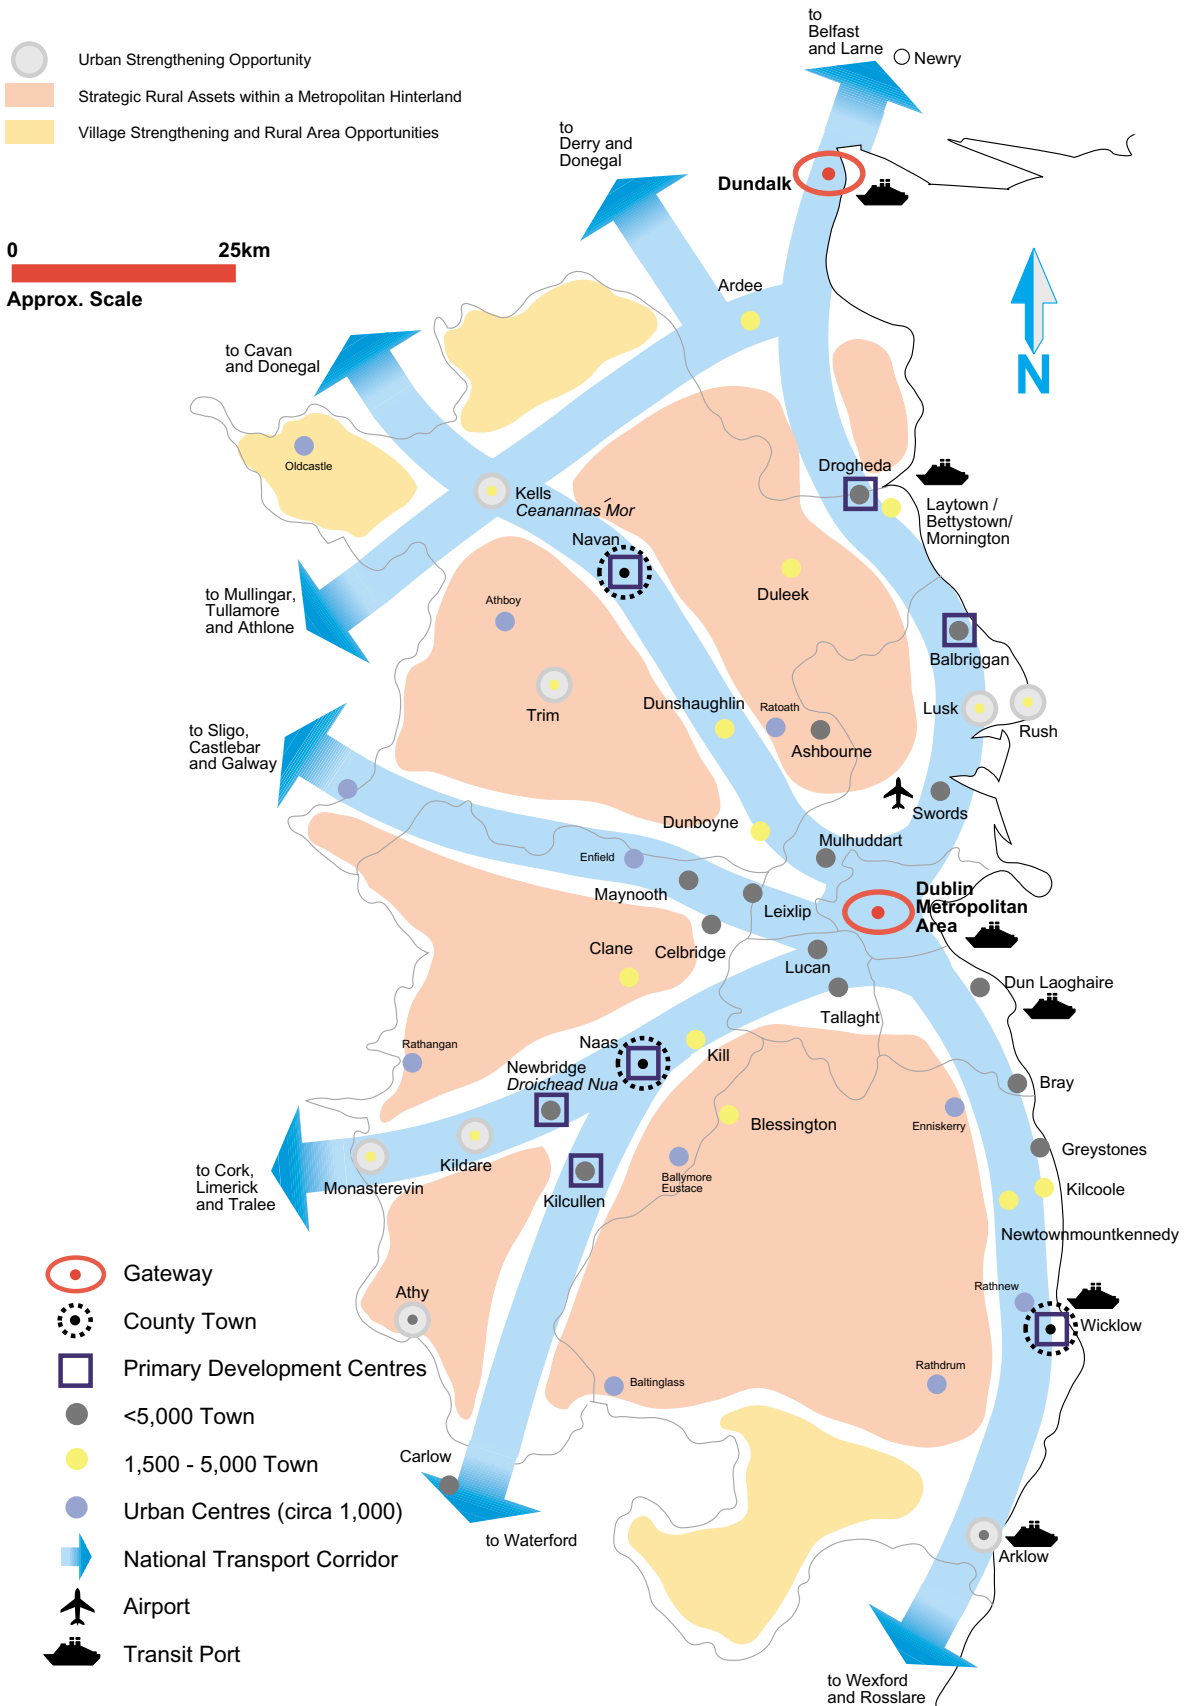 to
Belfast
and Larne
Newry
Urban Strengthening Opportunity
Strategic Rural Assets within a Metropolitan Hinterland
Village Strengthening and Rural Area Opportunities
to
Derry and
Donegal
Dundalk
0 25km
Approx. Scale
Ardee
N
to Cavan
and Donegal
Oldcastle
Drogheda
Kells
Ceanannas Mór
Laytown /
Bettystown/
Mornington
Navan
to Mullingar,
Tullamore
and Athlone
Athboy
Duleek
Balbriggan
Trim
Dunshaughlin
Ratoath
Ashbourne
Lusk
Rush
to Sligo,
Castlebar
and Galway
Swords
Dunboyne
Mulhuddart
Enfield
Maynooth
Leixlip
Dublin
Metropolitan
Area
Clane
Celbridge
Lucan
Dun Laoghaire
Tallaght
Rathangan
Naas
Kill
Newbridge
Droichead Nua
Bray
Blessington
Enniskerry
Greystones
to Cork,
Limerick
and Tralee
Monasterevin
Kildare
Kilcullen
Ballymore
Eustace
Kilcoole
Newtownmountkennedy
Gateway
Athy
Rathnew
County Town
Wicklow
Primary Development Centres
Baltinglass
Rathdrum
<5,000 Town
Carlow
1,500 - 5,000 Town
Urban Centres (circa 1,000)
to Waterford
National Transport Corridor
Arklow
Airport
Transit Port
to Wexford
and Rosslare